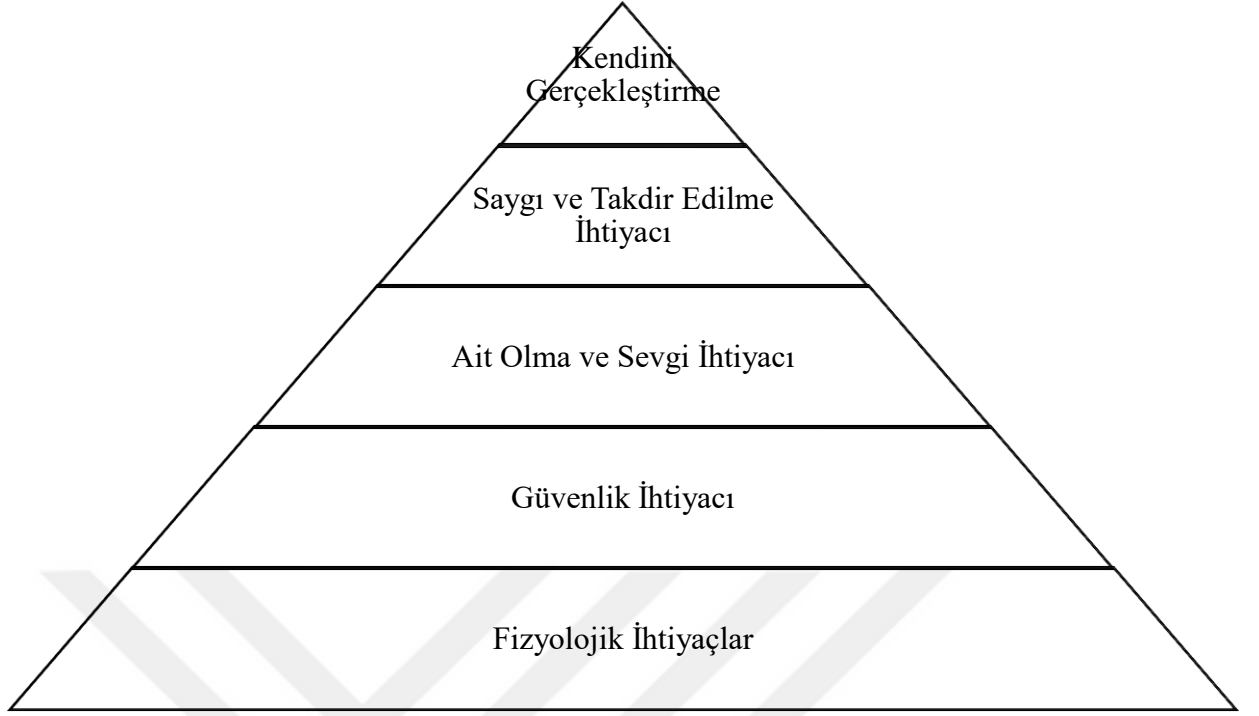 Kendini
Gerçekleştirme
Saygı ve Takdir Edilme
İhtiyacı
Ait Olma ve Sevgi İhtiyacı
Güvenlik İhtiyacı
Fizyolojik İhtiyaçlar